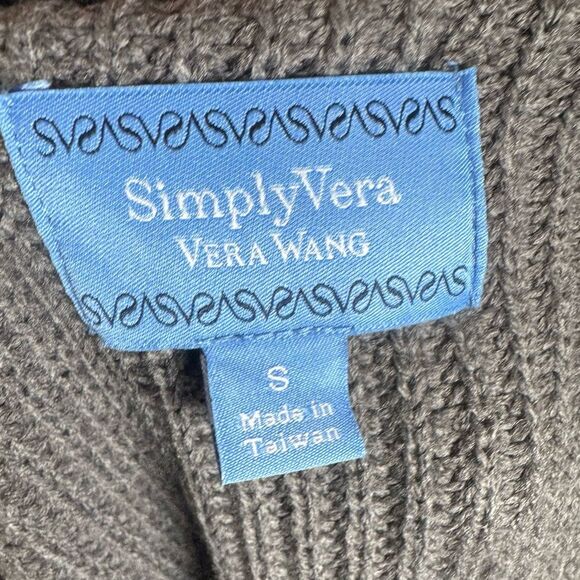 SimplyVera
VERA WANG
S
Made in
Taiwan